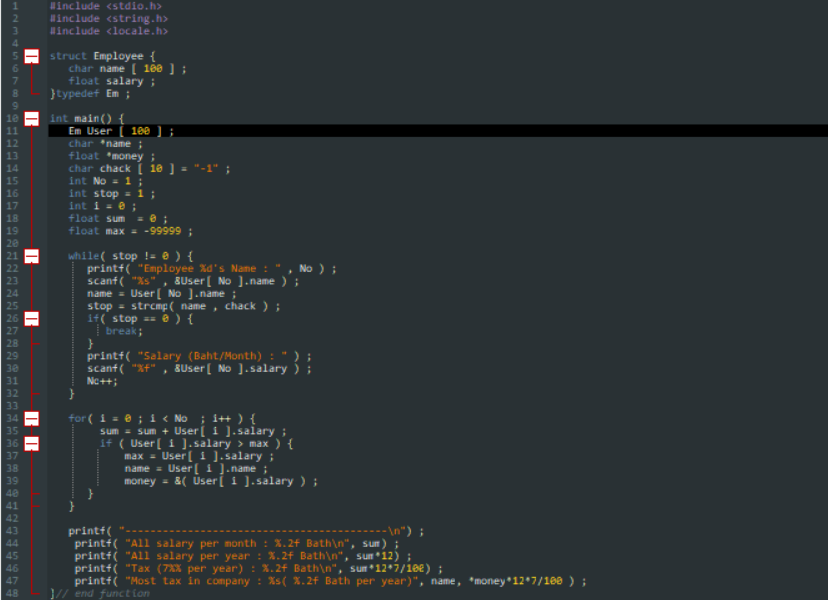 1 #include <stdio.h>
2 #include <string.h>
3 #include <locale.h>
4
5 struct Employee {
6 char name [ 100 ] ;
7 float salary ;
8 }typedef Em ;
9
10 int main() {
11 Em User [ 100 ] ;
12 char *name ;
13 float *money ;
14 char chack [ 10 ] = "-1" ;
15 int No = 1 ;
16 int stop = 1 ;
17 int i = 0 ;
18 float sum = 0 ;
19 float max = -99999 ;
20
21 while( stop != 0 ) {
22 printf( "Employee %d's Name : " , No ) ;
23 scanf( "%s" , &User[ No ].name ) ;
24 name = User[ No ].name ;
25 stop = strcmp( name , chack ) ;
26 if( stop == 0 ) {
27 break;
28 }
29 printf( "Salary (Baht/Month) : " ) ;
30 scanf( "%f" , &User[ No ].salary ) ;
31 No++;
32 }
33
34 for( i = 0 ; i < No ; i++ ) {
35 sum = sum + User[ i ].salary ;
36 if ( User[ i ].salary > max ) {
37 max = User[ i ].salary ;
38 name = User[ i ].name ;
39 money = &( User[ i ].salary ) ;
40 }
41 }
42
43 printf( "----------------------------------------\n") ;
44 printf( "All salary per month : %.2f Bath\n", sum) ;
45 printf( "All salary per year : %.2f Bath\n", sum*12) ;
46 printf( "Tax (7%% per year) : %.2f Bath\n", sum*12*7/100) ;
47 printf( "Most tax in company : %s( %.2f Bath per year)", name, *money*12*7/100 ) ;
48 }// end function